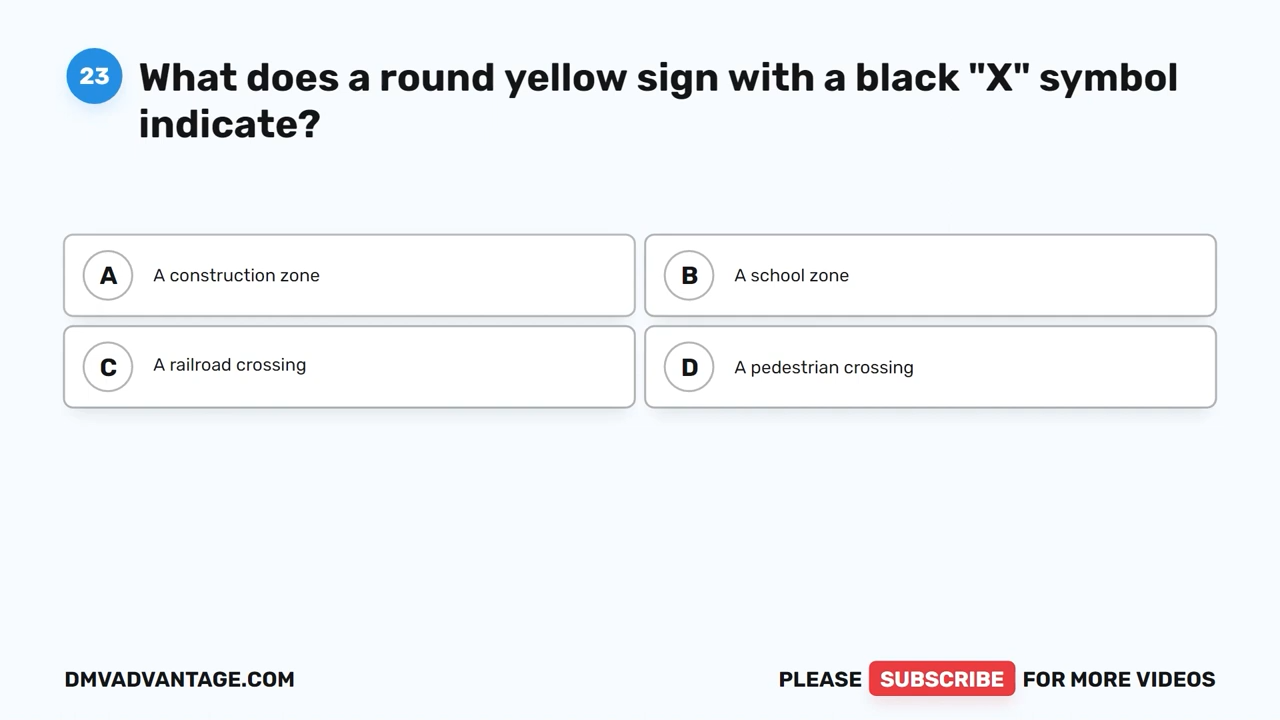 23
What does a round yellow sign with a black "X" symbol
indicate?
A A construction zone
B A school zone
C A railroad crossing
D A pedestrian crossing
DMVADVANTAGE.COM
PLEASE SUBSCRIBE FOR MORE VIDEOS